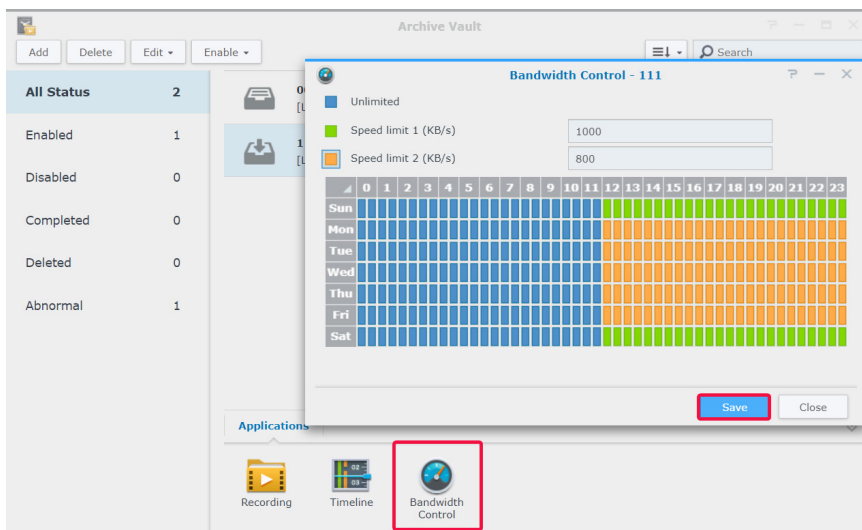 Archive Vault
Add Delete Edit Enable Search
All Status 2
Enabled 1
Disabled 0
Completed 0
Deleted 0
Abnormal 1
Bandwidth Control - 111
Unlimited
Speed limit 1 (KB/s) 1000
Speed limit 2 (KB/s) 800
0 1 2 3 4 5 6 7 8 9 10 11 12 13 14 15 16 17 18 19 20 21 22 23
Sun
Mon
Tue
Wed
Thu
Fri
Sat
Save Close
Applications
Recording
Timeline
Bandwidth
Control